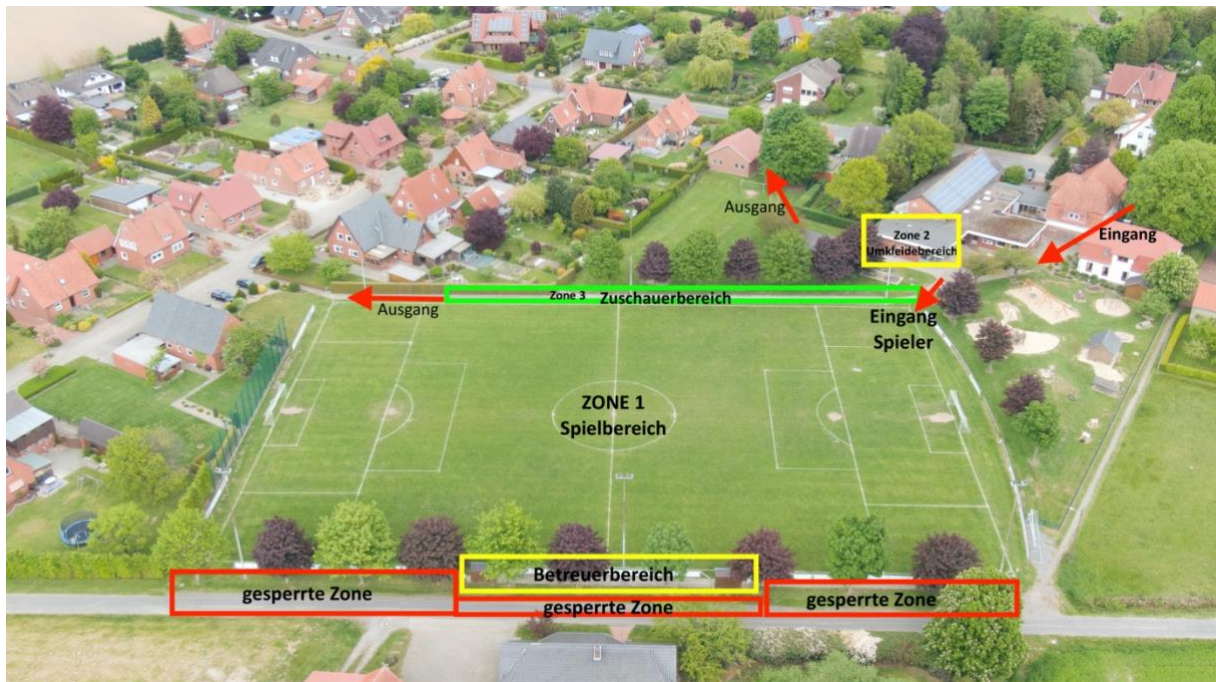 Ausgang
Zone 2
Umkfeidebereich
Eingang
Zone 3 Zuschauerbereich
Ausgang
Eingang
Spieler
ZONE 1
Spielbereich
Betreuerbereich
gesperrte Zone
gesperrte Zone
gesperrte Zone